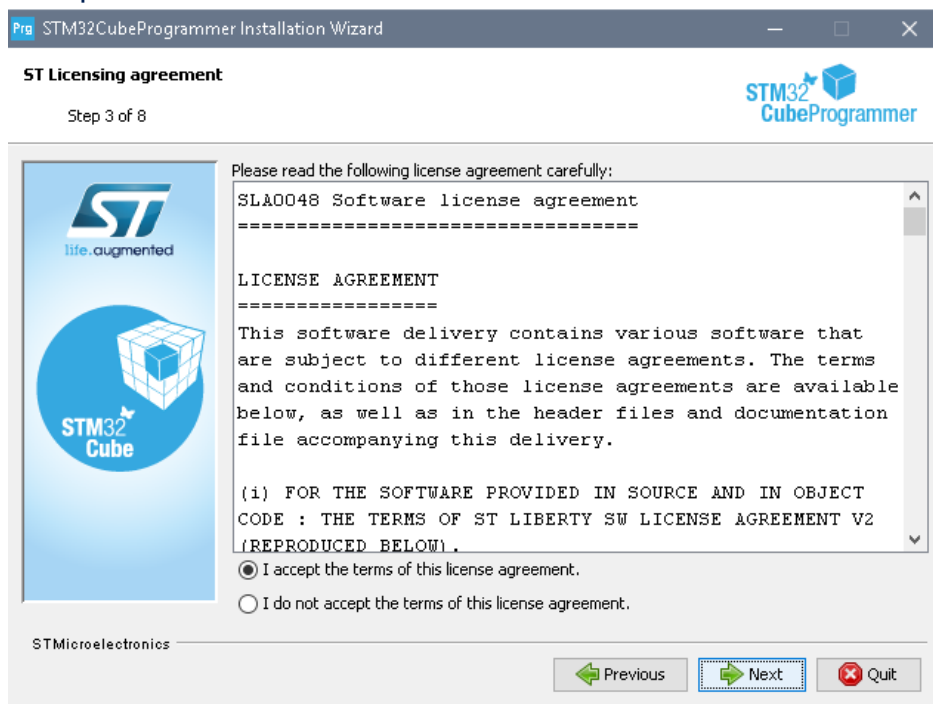 Prg STM32CubeProgrammer Installation Wizard
ST Licensing agreement
Step 3 of 8
STM32
CubeProgrammer
Please read the following license agreement carefully:
ST
life.augmented
STM32
Cube
SLA0048 Software license agreement
==================================
LICENSE AGREEMENT
=================
This software delivery contains various software that
are subject to different license agreements. The terms
and conditions of those license agreements are available
below, as well as in the header files and documentation
file accompanying this delivery.
(i) FOR THE SOFTWARE PROVIDED IN SOURCE AND IN OBJECT
CODE : THE TERMS OF ST LIBERTY SW LICENSE AGREEMENT V2
(REPRODUCED BELOW).
I accept the terms of this license agreement.
I do not accept the terms of this license agreement.
STMicroelectronics
Previous
Next
Quit